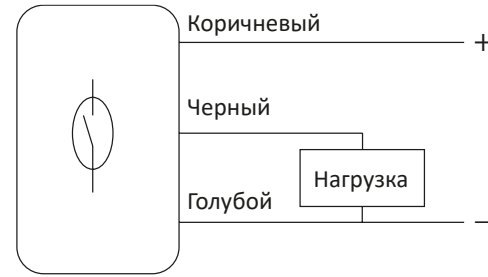 Коричневый
+
Черный
Нагрузка
Голубой
−